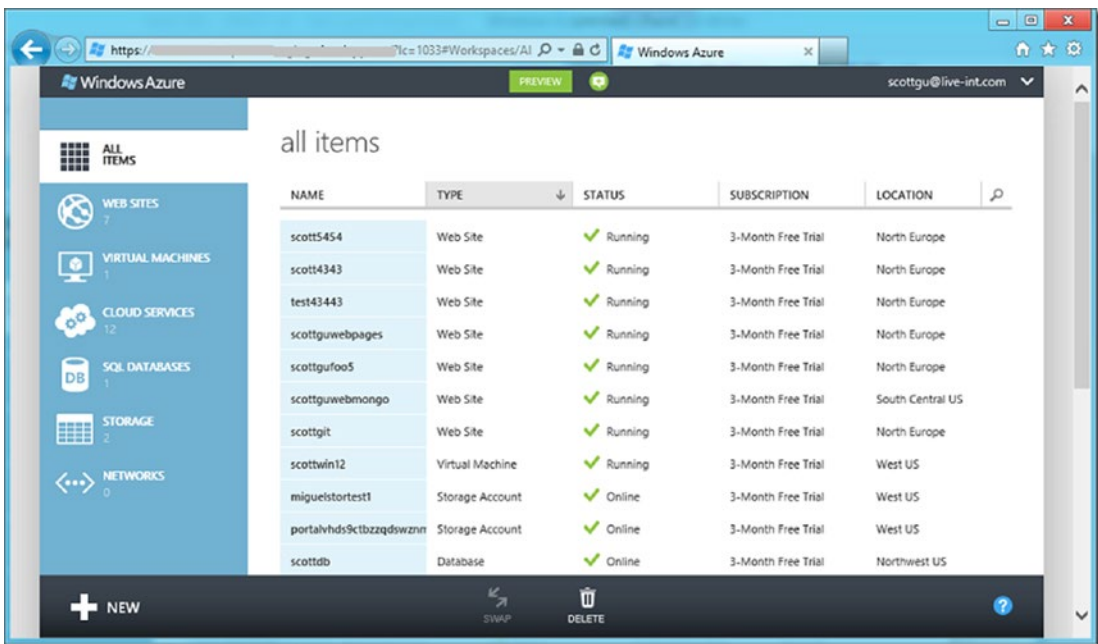 https://
?lc=1033#Workspaces/Al
Windows Azure
Windows Azure
PREVIEW
scottgu@live-int.com
ALL ITEMS
WEB SITES
7
VIRTUAL MACHINES
1
CLOUD SERVICES
12
SQL DATABASES
1
DB
STORAGE
2
NETWORKS
0
all items
NAME TYPE STATUS SUBSCRIPTION LOCATION
scott5454 Web Site Running 3-Month Free Trial North Europe
scott4343 Web Site Running 3-Month Free Trial North Europe
test43443 Web Site Running 3-Month Free Trial North Europe
scottguwebpages Web Site Running 3-Month Free Trial North Europe
scottgufoo5 Web Site Running 3-Month Free Trial North Europe
scottguwebmongo Web Site Running 3-Month Free Trial South Central US
scottgit Web Site Running 3-Month Free Trial North Europe
scottwin12 Virtual Machine Running 3-Month Free Trial West US
miguelstortest1 Storage Account Online 3-Month Free Trial West US
portalvhds9ctbzzqdswznm Storage Account Online 3-Month Free Trial West US
scottdb Database Online 3-Month Free Trial Northwest US
NEW
SWAP
DELETE
?